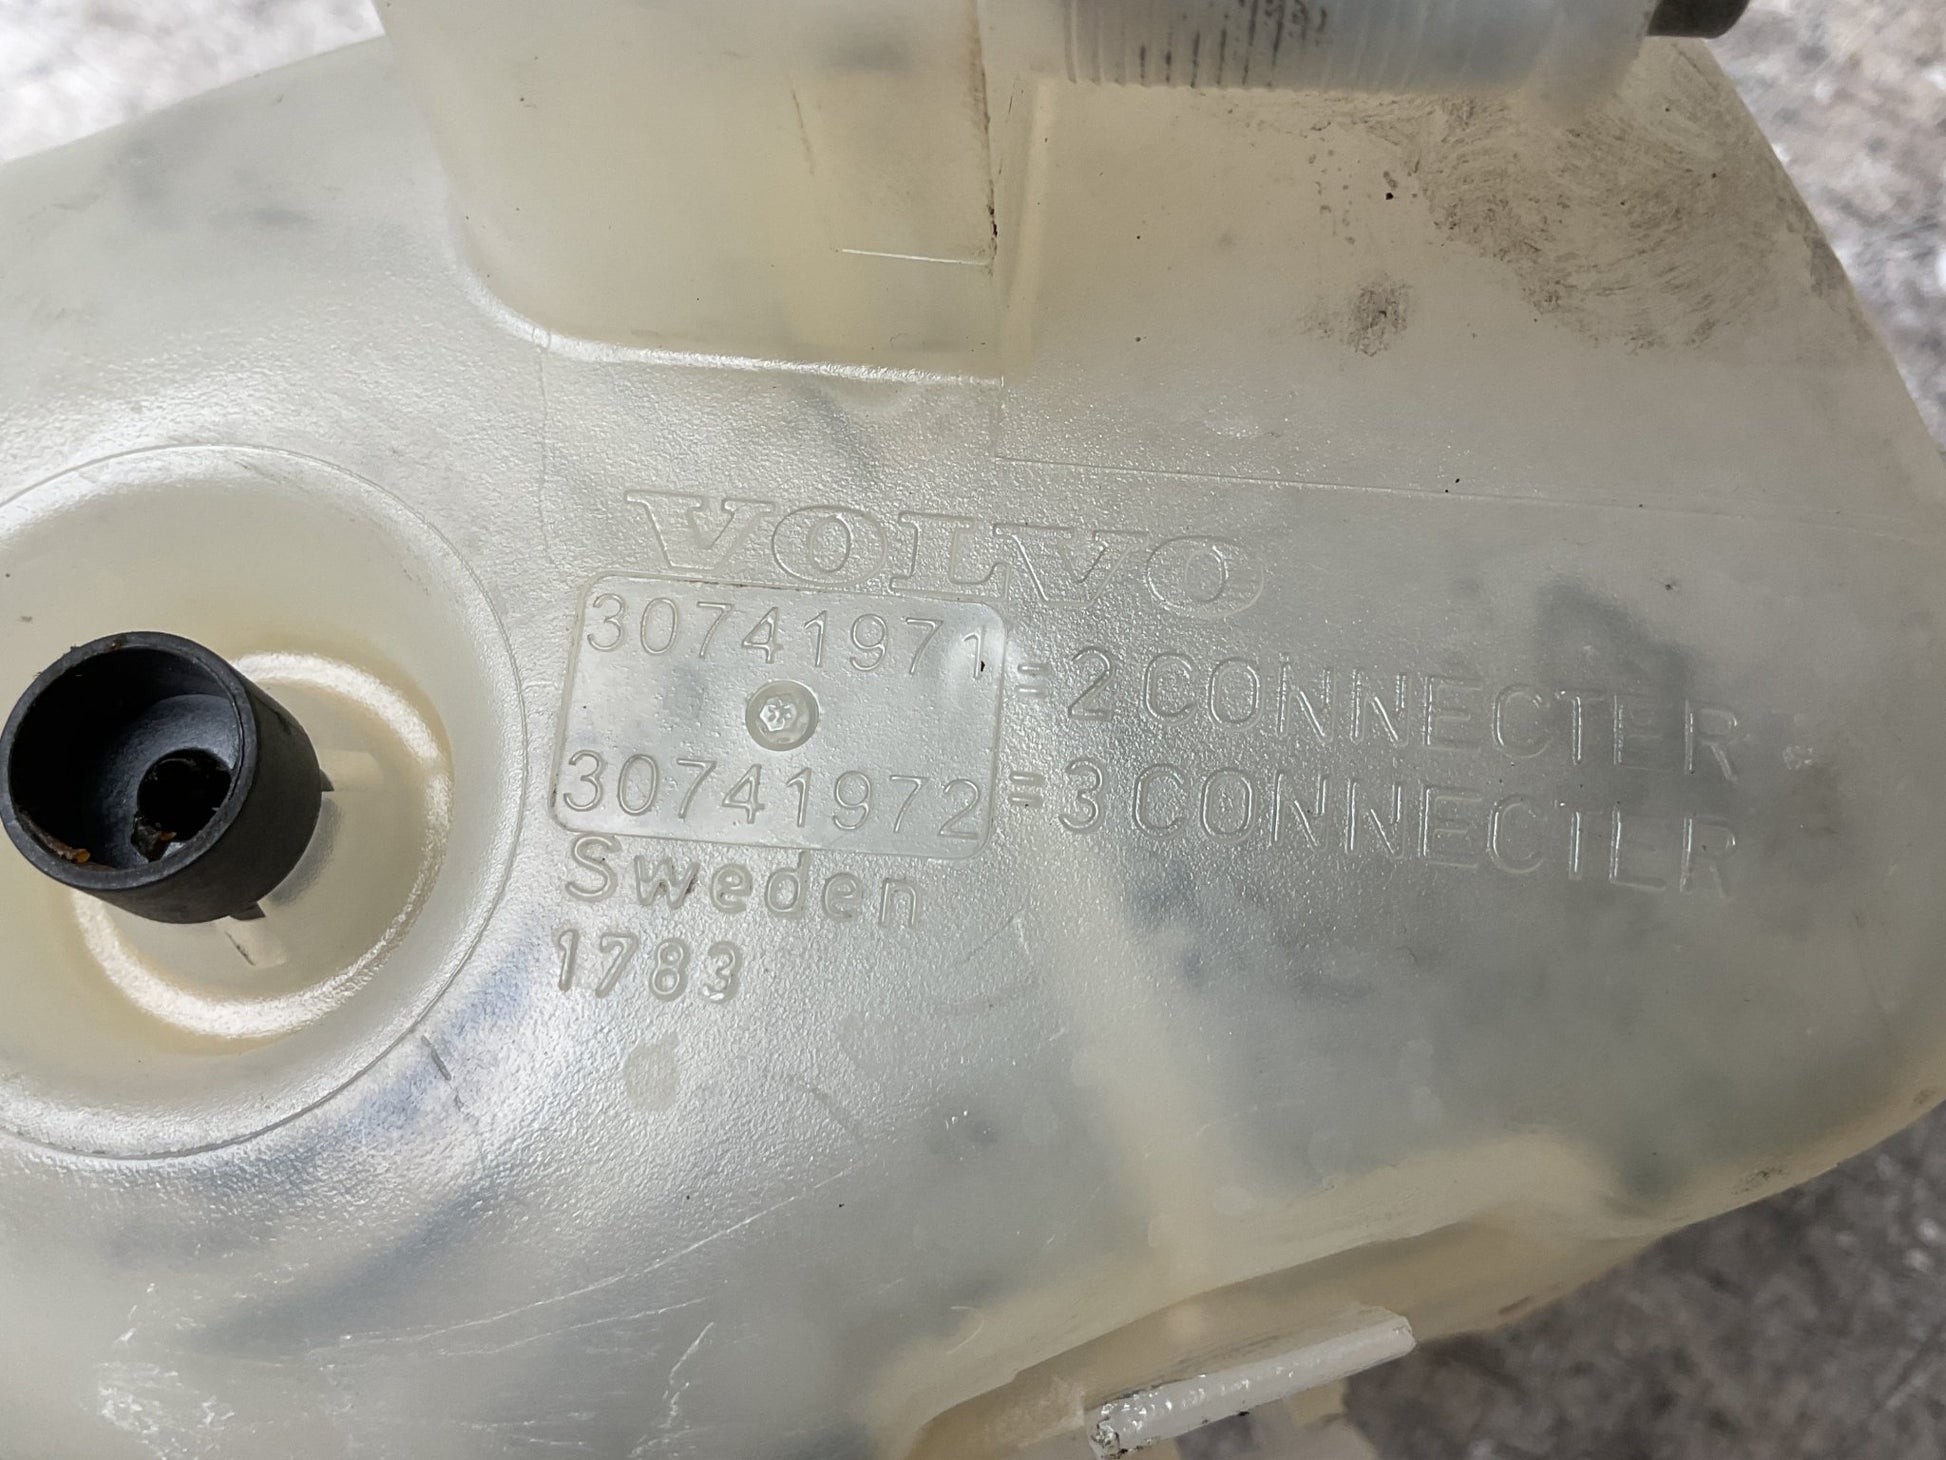 VOLVO
30741971 = 2 CONNECTER
30741972 = 3 CONNECTER
Sweden
1783